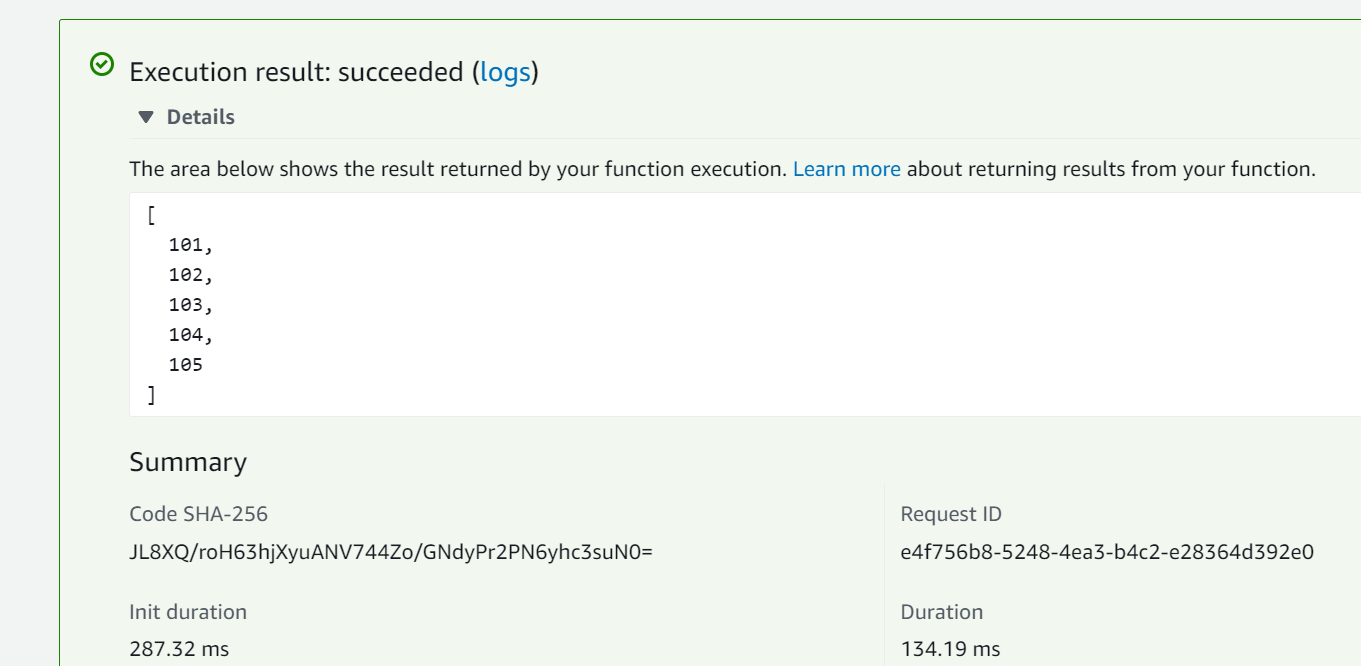 Execution result: succeeded (logs)
Details
The area below shows the result returned by your function execution. Learn more about returning results from your function.
[
101,
102,
103,
104,
105
]
Summary
Code SHA-256
JL8XQ/roH63hjXyuANV744Zo/GNdyPr2PN6yhc3suN0=
Request ID
e4f756b8-5248-4ea3-b4c2-e28364d392e0
Init duration
287.32 ms
Duration
134.19 ms